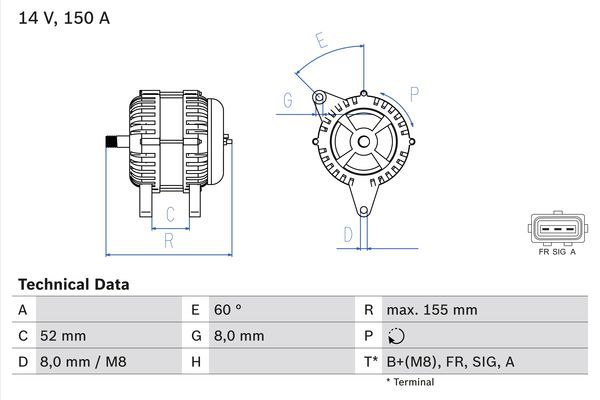 14 V, 150 A
E
G
P
C
R
D
FR SIG A
Technical Data
A E 60 ° R max. 155 mm
C 52 mm G 8,0 mm P
D 8,0 mm / M8 H T* B+(M8), FR, SIG, A
* Terminal